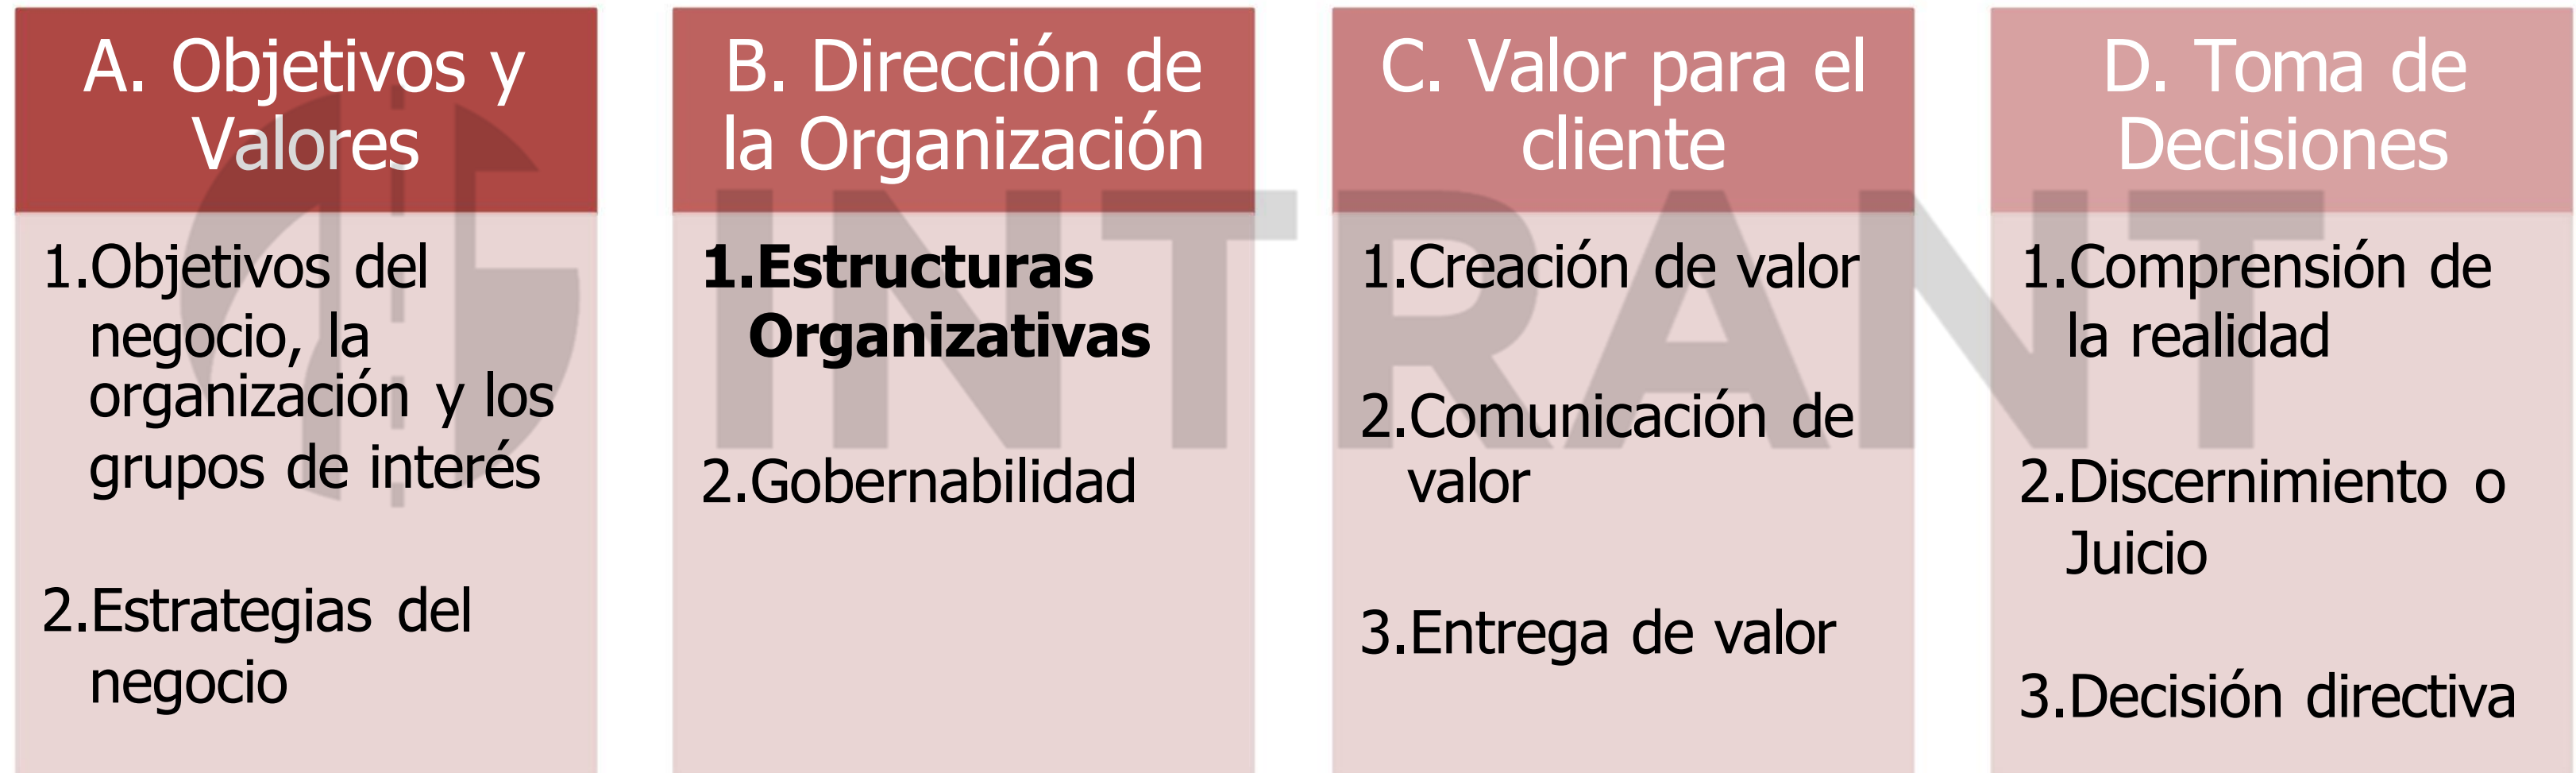 A. Objetivos y
Valores
1.Objetivos del
negocio, la
organización y los
grupos de interés
2.Estrategias del
negocio
B. Dirección de
la Organización
1.Estructuras
Organizativas
2.Gobernabilidad
C. Valor para el
cliente
1.Creación de valor
2.Comunicación de
valor
3.Entrega de valor
D. Toma de
Decisiones
1.Comprensión de
la realidad
2.Discernimiento o
Juicio
3.Decisión directiva
INTRANT